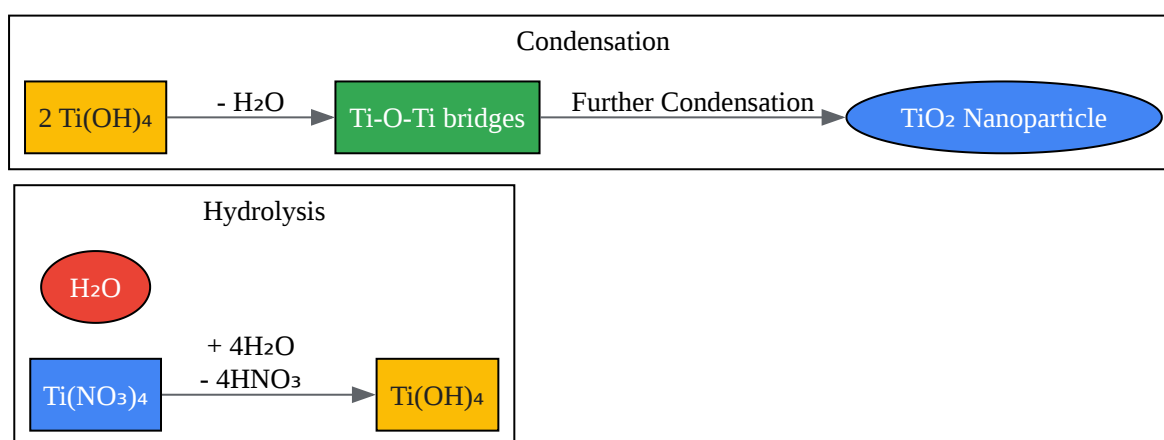 Condensation
2 Ti(OH)₄
- H₂O
Ti-O-Ti bridges
Further Condensation
TiO₂ Nanoparticle
Hydrolysis
H₂O
Ti(NO₃)₄
+ 4H₂O
- 4HNO₃
Ti(OH)₄